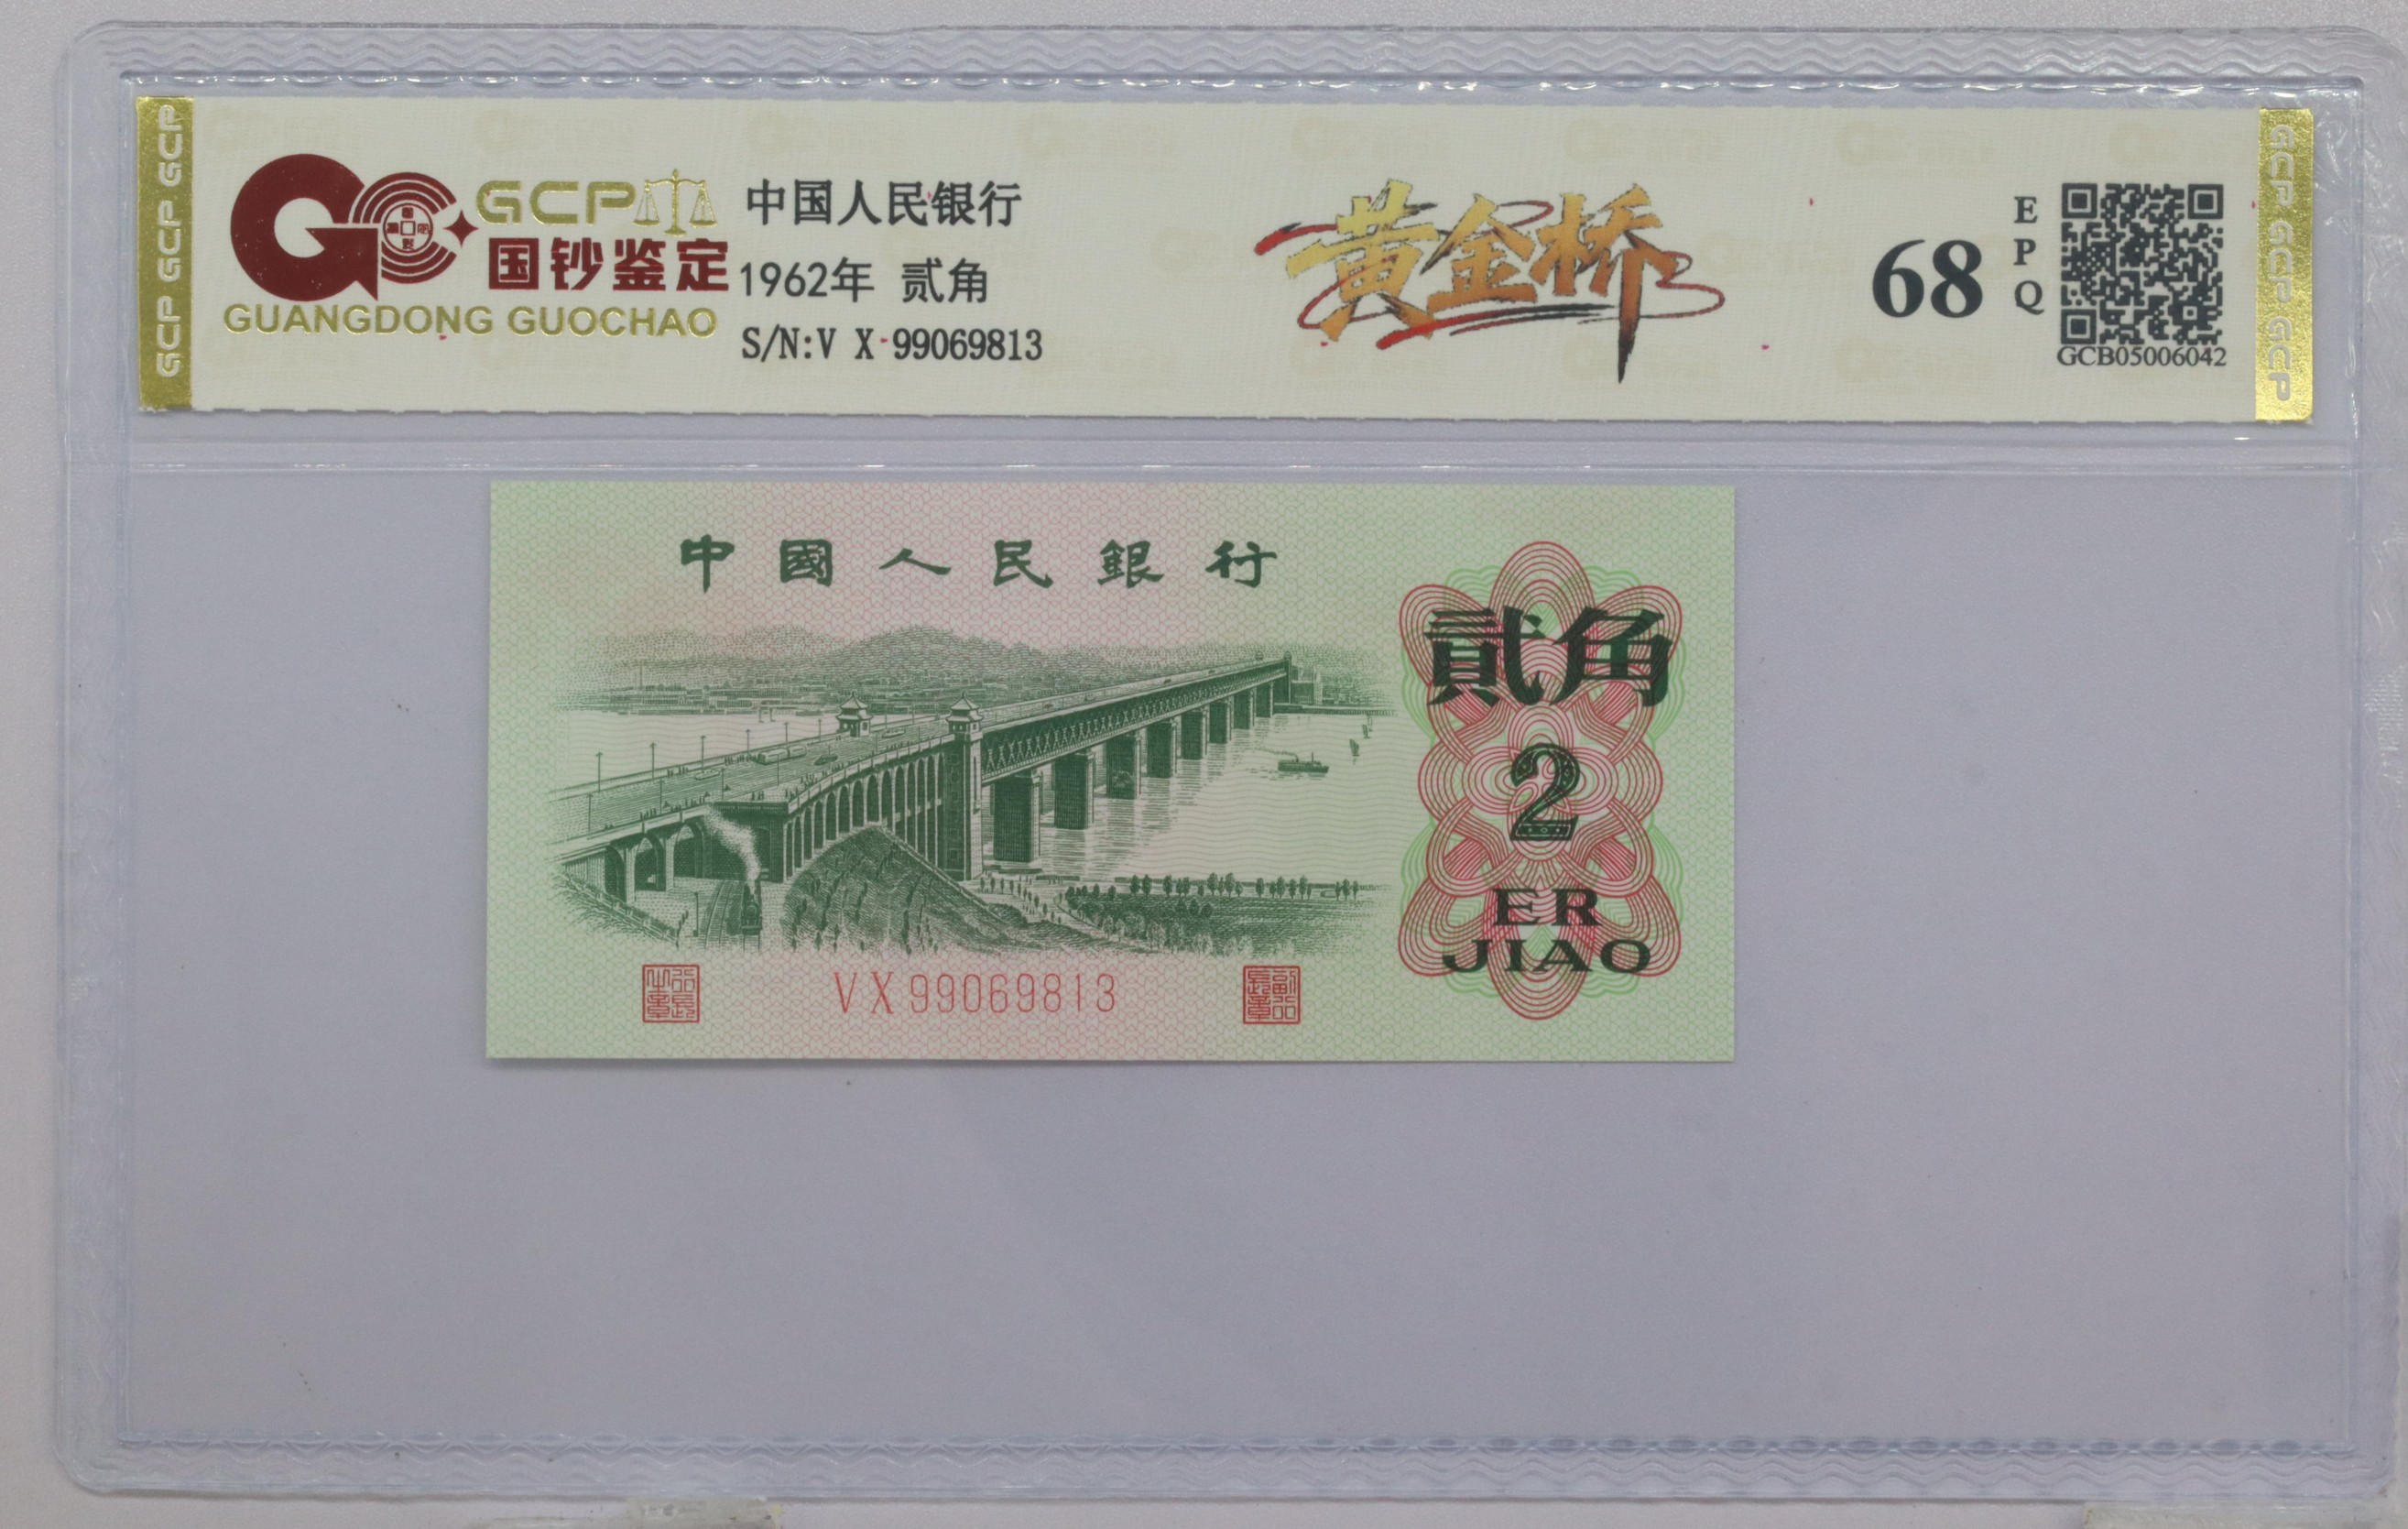 GCP GCP GCP
GCP
国钞鉴定
GUANGDONG GUOCHAO
中国人民银行
1962年 贰角
S/N:V X 99069813
黄金桥
68
EPQ
GCB05006042
GCP GCP GCP
中國人民銀行
貳角
2
ER
JIAO
VX99069813